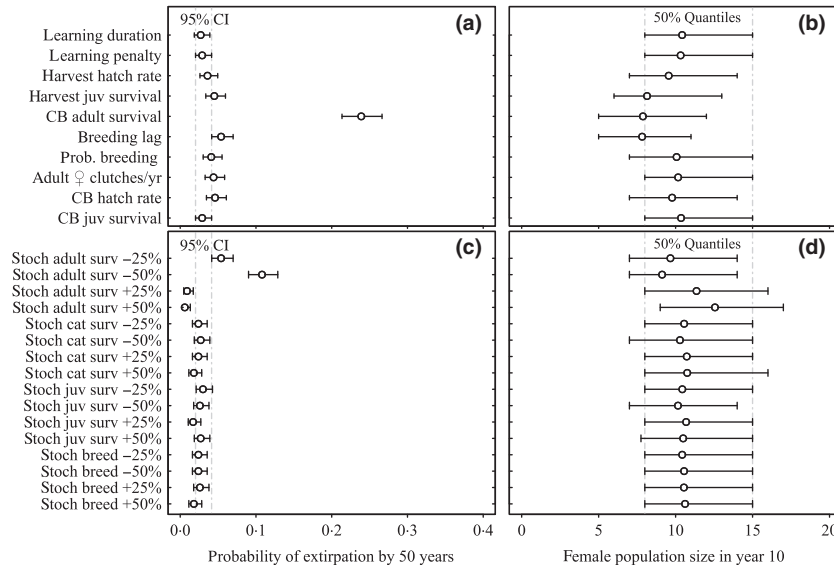 95% CI
(a)
50% Quantiles
(b)
Learning duration
Learning penalty
Harvest hatch rate
Harvest juv survival
CB adult survival
Breeding lag
Prob. breeding
Adult ♀ clutches/yr
CB hatch rate
CB juv survival
95% CI
(c)
50% Quantiles
(d)
Stoch adult surv −25%
Stoch adult surv −50%
Stoch adult surv +25%
Stoch adult surv +50%
Stoch cat surv −25%
Stoch cat surv −50%
Stoch cat surv +25%
Stoch cat surv +50%
Stoch juv surv −25%
Stoch juv surv −50%
Stoch juv surv +25%
Stoch juv surv +50%
Stoch breed −25%
Stoch breed −50%
Stoch breed +25%
Stoch breed +50%
0·0 0·1 0·2 0·3 0·4
0 5 10 15 20
Probability of extirpation by 50 years
Female population size in year 10